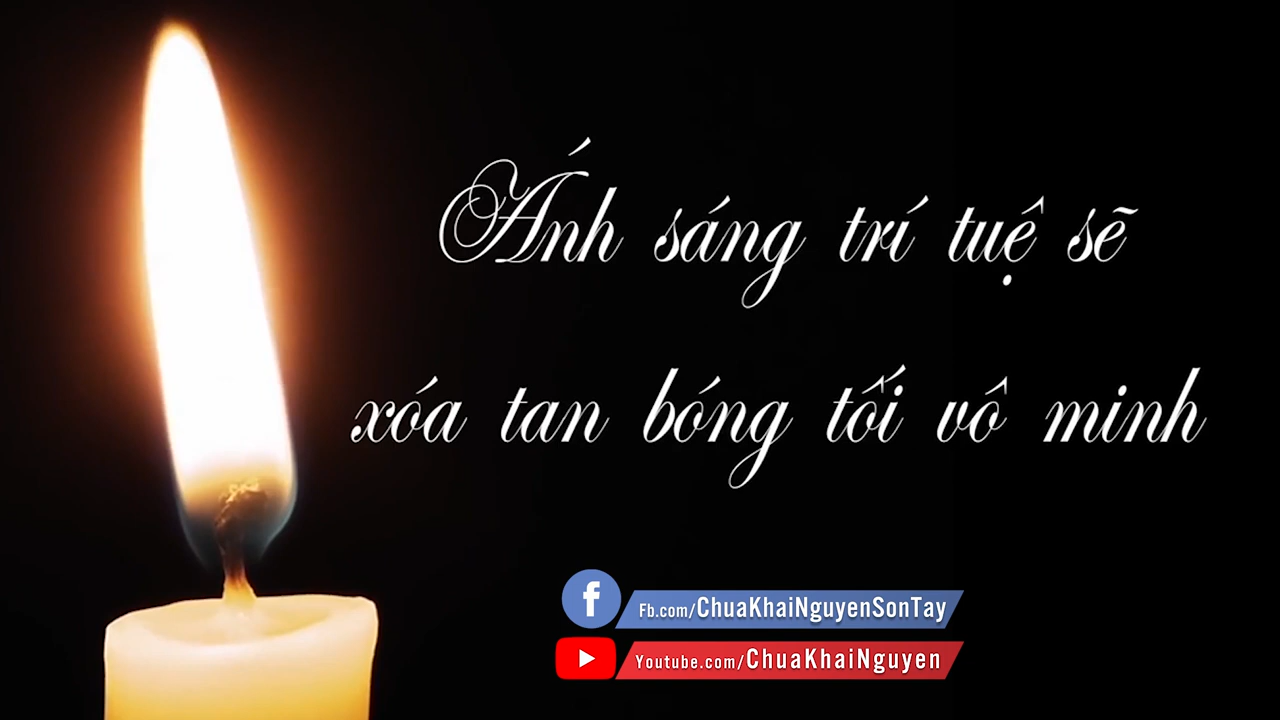 Ánh sáng trí tuệ sẽ
xóa tan bóng tối vô minh
Fb.com/ChuaKhaiNguyenSonTay
Youtube.com/ChuaKhaiNguyen